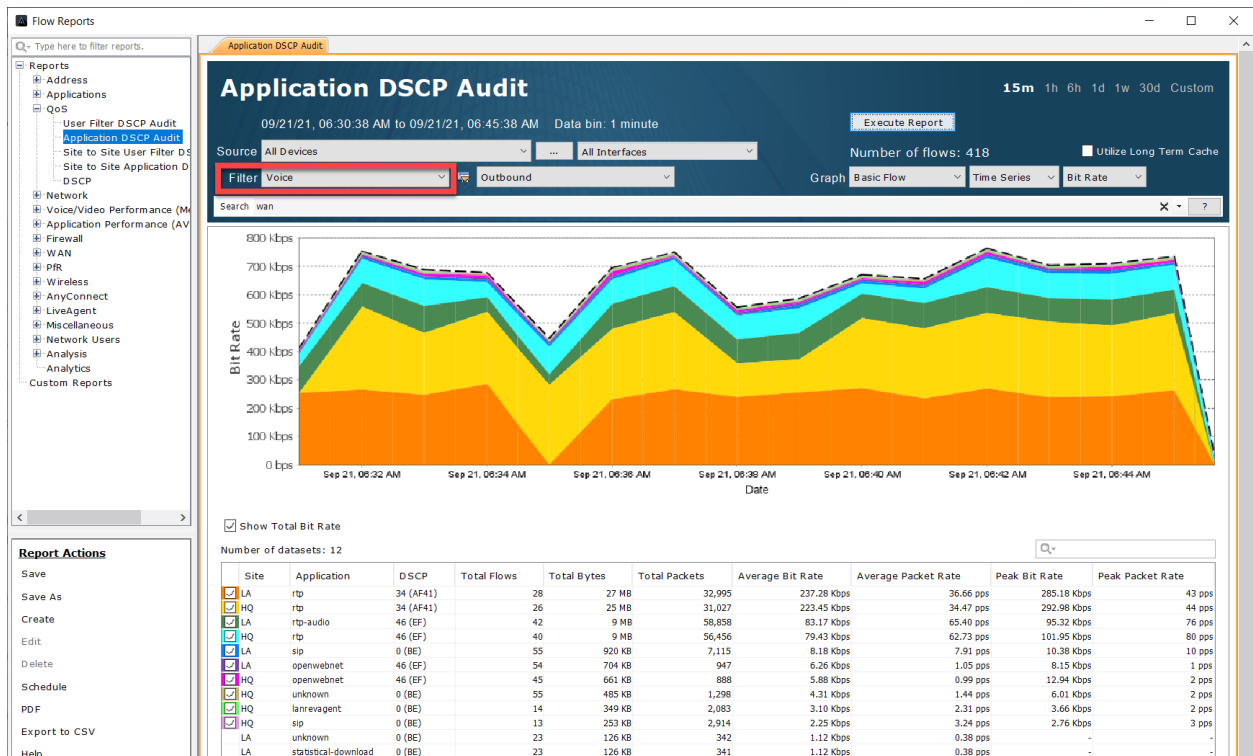 Flow Reports
Type here to filter reports.
Reports
Address
Applications
QoS
User Filter DSCP Audit
Application DSCP Audit
Site to Site User Filter DS
Site to Site Application D
DSCP
Network
Voice/Video Performance (Me
Application Performance (AV
Firewall
WAN
PfR
Wireless
AnyConnect
LiveAgent
Miscellaneous
Network Users
Analysis
Analytics
Custom Reports
Report Actions
Save
Save As
Create
Edit
Delete
Schedule
PDF
Export to CSV
Help
Application DSCP Audit
Application DSCP Audit
15m 1h 6h 1d 1w 30d Custom
09/21/21, 06:30:38 AM to 09/21/21, 06:45:38 AM Data bin: 1 minute
Execute Report
Source All Devices ... All Interfaces
Number of flows: 418
Utilize Long Term Cache
Filter Voice Outbound
Graph Basic Flow Time Series Bit Rate
Search wan ?
800 kbps
700 kbps
600 kbps
500 kbps
400 kbps
300 kbps
200 kbps
100 kbps
0 bps
Bit Rate
Sep 21, 06:32 AM Sep 21, 06:34 AM Sep 21, 06:36 AM Sep 21, 06:38 AM Sep 21, 06:40 AM Sep 21, 06:42 AM Sep 21, 06:44 AM
Date
Show Total Bit Rate
Number of datasets: 12
Site Application DSCP Total Flows Total Bytes Total Packets Average Bit Rate Average Packet Rate Peak Bit Rate Peak Packet Rate
LA rtp 34 (AF41) 28 27 MB 32,995 237.28 Kbps 36.66 pps 285.18 Kbps 43 pps
HQ rtp 34 (AF41) 26 25 MB 31,027 223.45 Kbps 34.47 pps 292.98 Kbps 44 pps
LA rtp-audio 46 (EF) 42 9 MB 58,858 83.17 Kbps 65.40 pps 95.32 Kbps 76 pps
HQ rtp 46 (EF) 40 9 MB 56,456 79.43 Kbps 62.73 pps 101.95 Kbps 80 pps
LA sip 0 (BE) 55 920 KB 7,115 8.18 Kbps 7.91 pps 10.38 Kbps 10 pps
LA openwebnet 46 (EF) 54 704 KB 947 6.26 Kbps 1.05 pps 8.15 Kbps 1 pps
HQ openwebnet 46 (EF) 45 661 KB 888 5.88 Kbps 0.99 pps 12.94 Kbps 2 pps
HQ unknown 0 (BE) 55 485 KB 1,298 4.31 Kbps 1.44 pps 6.01 Kbps 2 pps
HQ lanrevagent 0 (BE) 14 349 KB 2,083 3.10 Kbps 2.31 pps 3.66 Kbps 2 pps
HQ sip 0 (BE) 13 253 KB 2,914 2.25 Kbps 3.24 pps 2.76 Kbps 3 pps
LA unknown 0 (BE) 23 126 KB 342 1.12 Kbps 0.38 pps - -
LA statistical-download 0 (BE) 23 126 KB 341 1.12 Kbps 0.38 pps - -